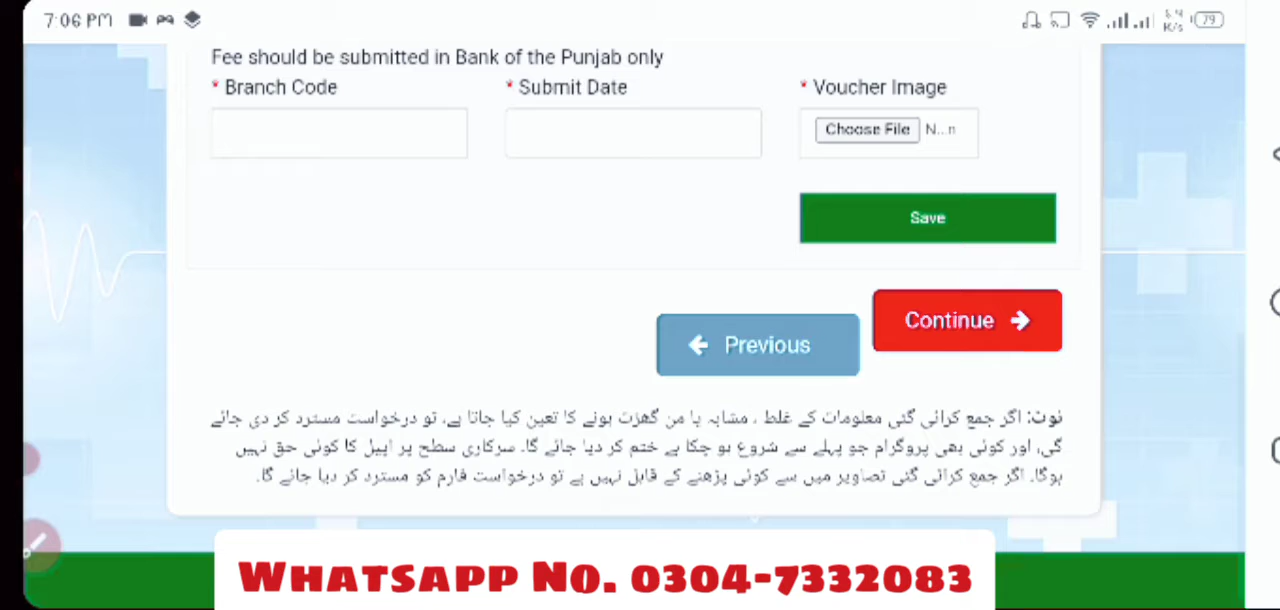 7:06 PM
5.4 K/s
79
Fee should be submitted in Bank of the Punjab only
* Branch Code
* Submit Date
* Voucher Image
Choose File N...n
Save
Continue
Previous
نوٹ: اگر جمع کرائی گئی معلومات کے غلط ، مشابہ یا من گھڑت ہونے کا تعین کیا جاتا ہے، تو درخواست مسترد کر دی جائے
گی، اور کوئی بھی پروگرام جو پہلے سے شروع ہو چکا ہے ختم کر دیا جائے گا۔ سرکاری سطح پر اپیل کا کوئی حق نہیں
ہوگا۔ اگر جمع کرائی گئی تصاویر میں سے کوئی پڑھنے کے قابل نہیں ہے تو درخواست فارم کو مسترد کر دیا جائے گا۔
WHATSAPP NO. 0304-7332083